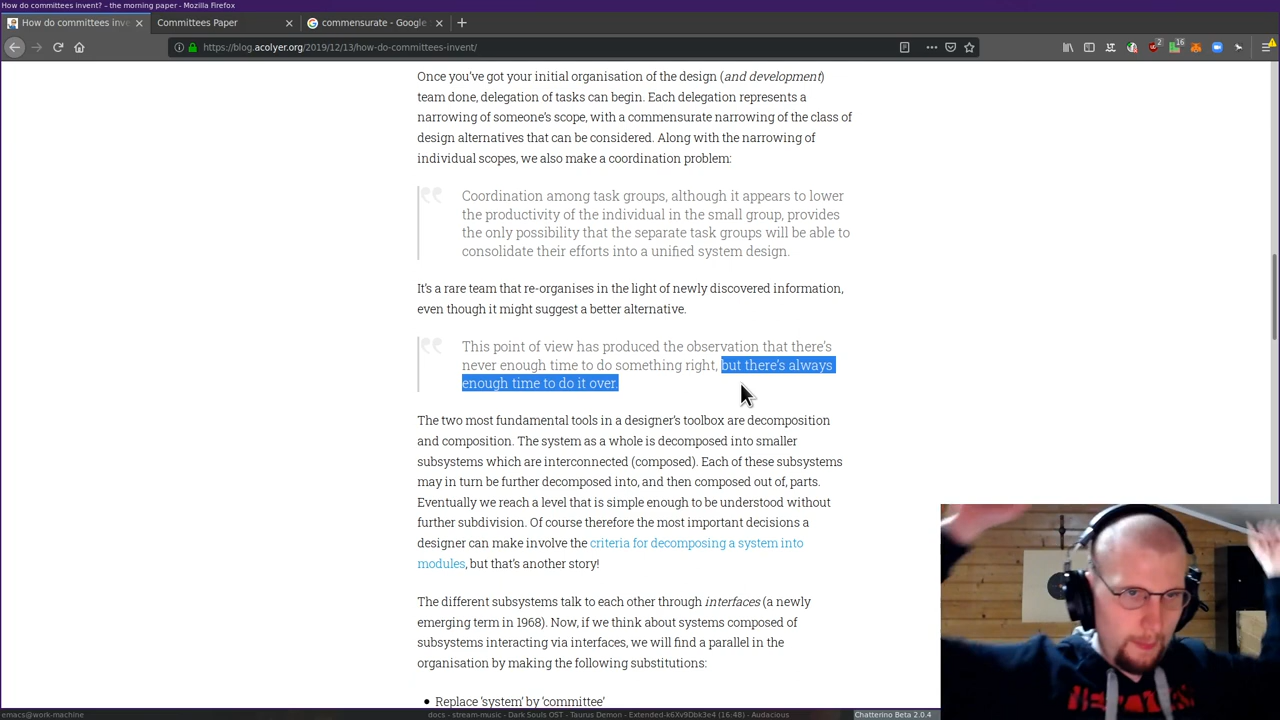 How do committees invent? – the morning paper - Mozilla Firefox
How do committees inve
Committees Paper
commensurate - Google
https://blog.acolyer.org/2019/12/13/how-do-committees-invent/
2
16
Once you've got your initial organisation of the design (and development)
team done, delegation of tasks can begin. Each delegation represents a
narrowing of someone's scope, with a commensurate narrowing of the class of
design alternatives that can be considered. Along with the narrowing of
individual scopes, we also make a coordination problem:
Coordination among task groups, although it appears to lower
the productivity of the individual in the small group, provides
the only possibility that the separate task groups will be able to
consolidate their efforts into a unified system design.
It's a rare team that re-organises in the light of newly discovered information,
even though it might suggest a better alternative.
This point of view has produced the observation that there's
never enough time to do something right, but there's always
enough time to do it over.
The two most fundamental tools in a designer's toolbox are decomposition
and composition. The system as a whole is decomposed into smaller
subsystems which are interconnected (composed). Each of these subsystems
may in turn be further decomposed into, and then composed out of, parts.
Eventually we reach a level that is simple enough to be understood without
further subdivision. Of course therefore the most important decisions a
designer can make involve the criteria for decomposing a system into
modules, but that's another story!
The different subsystems talk to each other through interfaces (a newly
emerging term in 1968). Now, if we think about systems composed of
subsystems interacting via interfaces, we will find a parallel in the
organisation by making the following substitutions:
• Replace 'system' by 'committee'
emacs@work-machine
docs - stream-music - Dark Souls OST - Taurus Demon - Extended-k6Xv9Dbk3e4 (16:48) - Audacious
Chatterino Beta 2.0.4